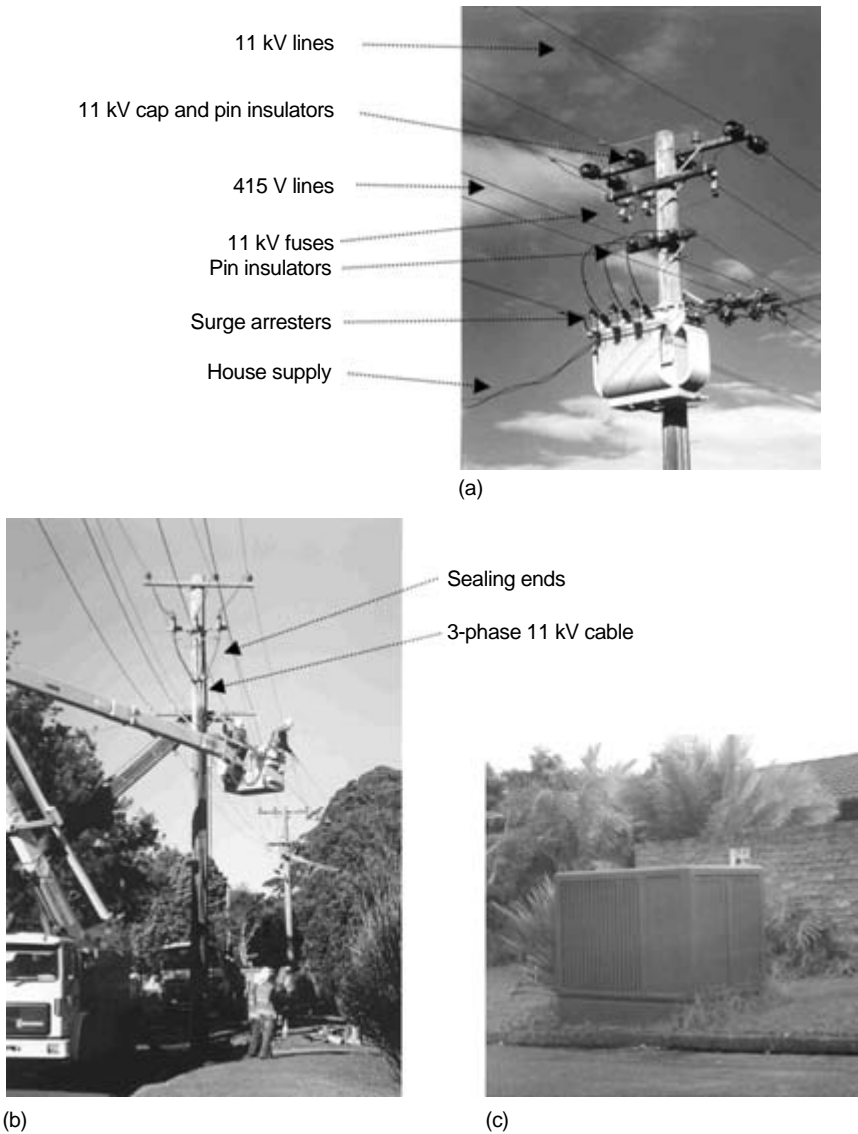 11 kV lines
11 kV cap and pin insulators
415 V lines
11 kV fuses
Pin insulators
Surge arresters
House supply
(a)
Sealing ends
3-phase 11 kV cable
(b)
(c)